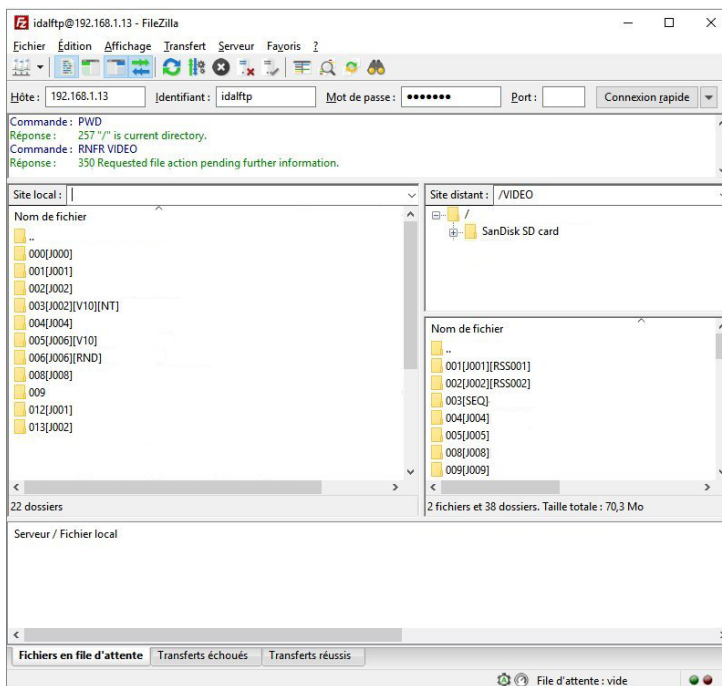 idalftp@192.168.1.13 - FileZilla
Fichier Édition Affichage Transfert Serveur Favoris ?
Hôte : 192.168.1.13 Identifiant : idalftp Mot de passe : ●●●●●●● Port : Connexion rapide
Commande : PWD
Réponse : 257 "/" is current directory.
Commande : RNFR VIDEO
Réponse : 350 Requested file action pending further information.
Site local :
Nom de fichier
..
000[J000]
001[J001]
002[J002]
003[J002][V10][NT]
004[J004]
005[J006][V10]
006[J006][RND]
008[J008]
009
012[J001]
013[J002]
22 dossiers
Site distant : /VIDEO
/
SanDisk SD card
Nom de fichier
..
001[J001][RSS001]
002[J002][RSS002]
003[SEQ]
004[J004]
005[J005]
008[J008]
009[J009]
2 fichiers et 38 dossiers. Taille totale : 70,3 Mo
Serveur / Fichier local
Fichiers en file d'attente Transferts échoués Transferts réussis
File d'attente : vide